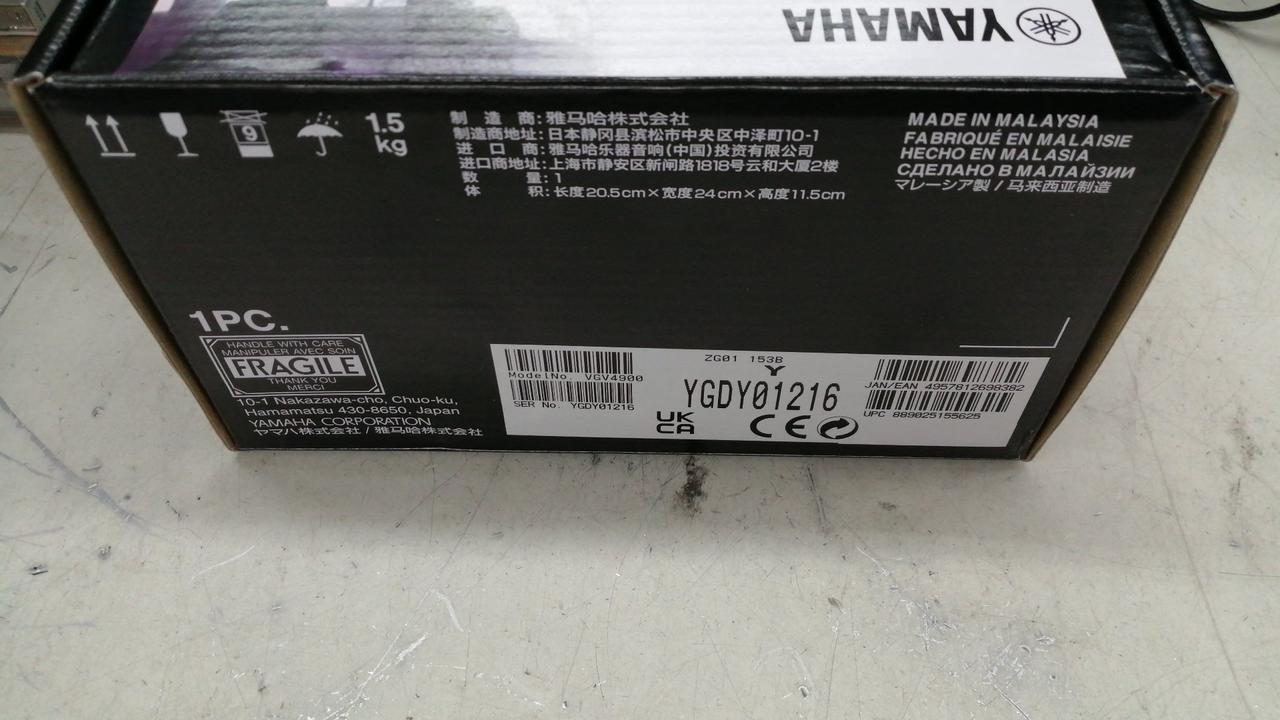 YAMAHA
9
1.5
kg
制 造 商: 雅马哈株式会社
制造商地址: 日本静冈县滨松市中央区中泽町10-1
进 口 商: 雅马哈乐器音响(中国)投资有限公司
进口商地址: 上海市静安区新闸路1818号云和大厦2楼
数 量: 1
体 积: 长度20.5cm×宽度24cm×高度11.5cm
MADE IN MALAYSIA
FABRIQUÉ EN MALAISIE
HECHO EN MALASIA
СДЕЛАНО В МАЛАЙЗИИ
マレーシア製 / 马来西亚制造
1PC.
HANDLE WITH CARE
MANIPULER AVEC SOIN
FRAGILE
THANK YOU
MERCI
10-1 Nakazawa-cho, Chuo-ku,
Hamamatsu 430-8650, Japan
YAMAHA CORPORATION
ヤマハ株式会社 / 雅马哈株式会社
ZG01 153B
Y
Model No. VGV4900
SER No. YGDY01216
YGDY01216
UK
CA
CE
JAN/EAN 4957812698382
UPC 889025155625